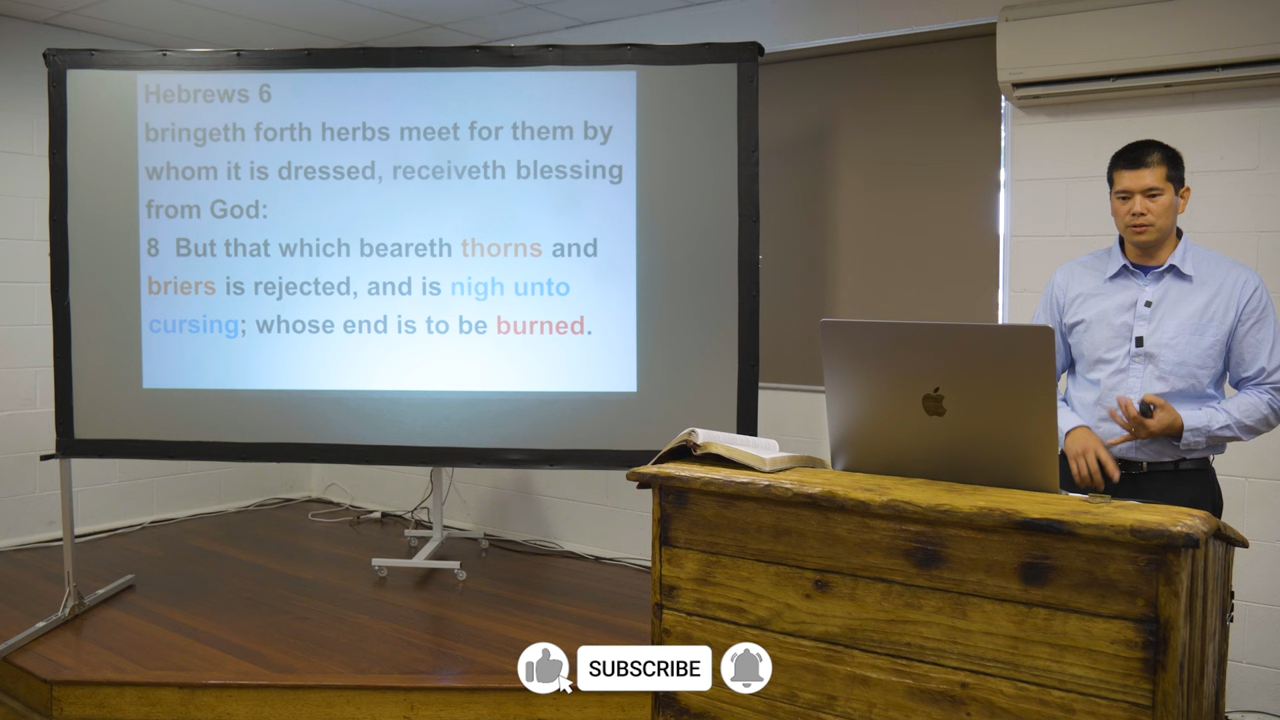 Hebrews 6
bringeth forth herbs meet for them by
whom it is dressed, receiveth blessing
from God:
8 But that which beareth thorns and
briers is rejected, and is nigh unto
cursing; whose end is to be burned.
SUBSCRIBE